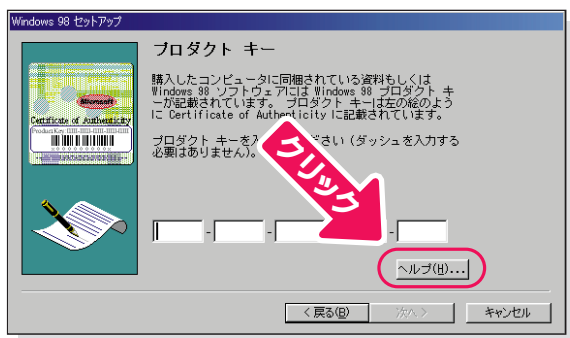 Windows 98 セットアップ
プロダクト キー
購入したコンピュータに同梱されている資料もしくは
Windows 98 ソフトウェアには Windows 98 プロダクト キ
ーが記載されています。 プロダクト キーは左の絵のよう
に Certificate of Authenticity に記載されています。
Microsoft
Certificate of Authenticity
プロダクト キーを入 ださい (ダッシュを入力する
必要はありません)。
クリック
- - -
ヘルプ(H)...
< 戻る(B)
次へ >
キャンセル